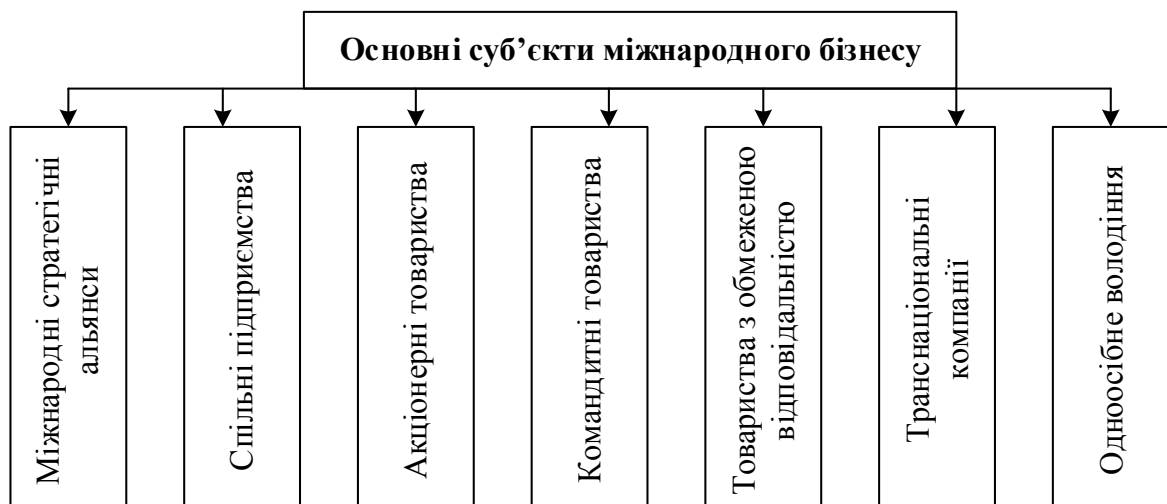 Основні суб’єкти міжнародного бізнесу
Міжнародні стратегічні
альянси
Спільні підприємства
Акціонерні товариства
Командитні товариства
Товариства з обмеженою
відповідальністю
Транснаціональні
компанії
Одноосібне володіння